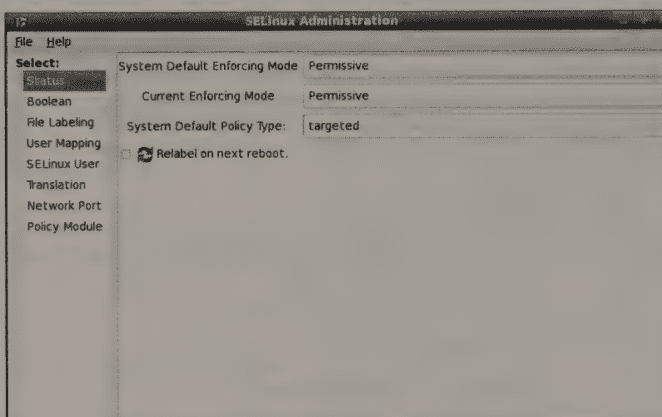 SELinux Administration
File Help
Select:
Status
Boolean
File Labeling
User Mapping
SELinux User
Translation
Network Port
Policy Module
System Default Enforcing Mode Permissive
Current Enforcing Mode Permissive
System Default Policy Type: targeted
Relabel on next reboot.